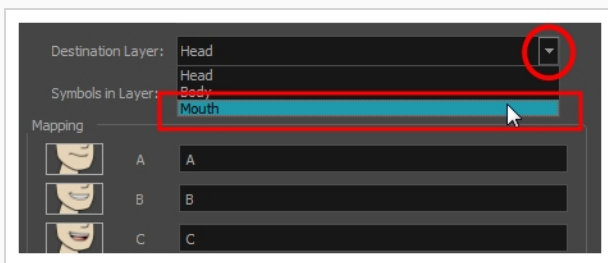 Destination Layer: Head
Head
Symbols in Layer: Body
Mouth
Mapping
A A
B B
C C